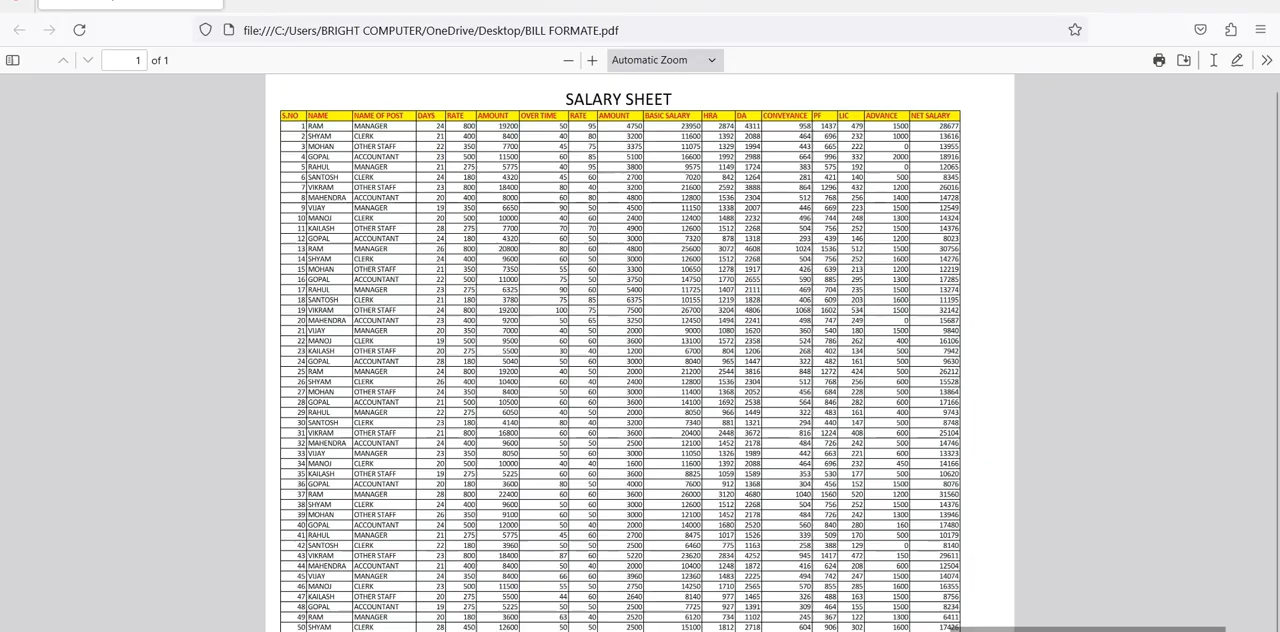 file:///C:/Users/BRIGHT COMPUTER/OneDrive/Desktop/BILL FORMATE.pdf
1 of 1 Automatic Zoom
SALARY SHEET
S.NO NAME NAME OF POST DAYS RATE AMOUNT OVER TIME RATE AMOUNT BASIC SALARY HRA DA CONVEYANCE PF LIC ADVANCE NET SALARY
1 RAM MANAGER 24 800 19200 50 95 4750 23950 2874 4311 958 1437 479 1500 28677
2 SHYAM CLERK 21 400 8400 40 80 3200 11600 1392 2088 464 696 232 1000 13616
3 MOHAN OTHER STAFF 22 350 7700 45 75 3375 11075 1329 1994 443 665 222 0 13955
4 GOPAL ACCOUNTANT 23 500 11500 60 85 5100 16600 1992 2988 664 996 332 2000 18916
5 RAHUL MANAGER 21 275 5775 40 95 3800 9575 1149 1724 383 575 192 0 12065
6 SANTOSH CLERK 24 180 4320 45 60 2700 7020 842 1264 281 421 140 500 8345
7 VIKRAM OTHER STAFF 23 800 18400 80 40 3200 21600 2592 3888 864 1296 432 1200 26016
8 MAHENDRA ACCOUNTANT 20 400 8000 60 80 4800 12800 1536 2304 512 768 256 1400 14728
9 VIJAY MANAGER 19 350 6650 90 50 4500 11150 1338 2007 446 669 223 1500 12549
10 MANOJ CLERK 20 500 10000 40 60 2400 12400 1488 2232 496 744 248 1300 14324
11 KAILASH OTHER STAFF 28 275 7700 70 70 4900 12600 1512 2268 504 756 252 1500 14376
12 GOPAL ACCOUNTANT 24 180 4320 60 50 3000 7320 878 1318 293 439 146 1200 8023
13 RAM MANAGER 26 800 20800 80 60 4800 25600 3072 4608 1024 1536 512 1500 30756
14 SHYAM CLERK 24 400 9600 60 50 3000 12600 1512 2268 504 756 252 1600 14276
15 MOHAN OTHER STAFF 21 350 7350 55 60 3300 10650 1278 1917 426 639 213 1200 12219
16 GOPAL ACCOUNTANT 22 500 11000 75 50 3750 14750 1770 2655 590 885 295 1300 17285
17 RAHUL MANAGER 23 275 6325 90 60 5400 11725 1407 2111 469 704 235 1500 13274
18 SANTOSH CLERK 21 180 3780 75 85 6375 10155 1219 1828 406 609 203 1600 11195
19 VIKRAM OTHER STAFF 24 800 19200 100 75 7500 26700 3204 4806 1068 1602 534 1500 32142
20 MAHENDRA ACCOUNTANT 23 400 9200 50 65 3250 12450 1494 2241 498 747 249 0 15687
21 VIJAY MANAGER 20 350 7000 40 50 2000 9000 1080 1620 360 540 180 1500 9840
22 MANOJ CLERK 19 500 9500 60 60 3600 13100 1572 2358 524 786 262 400 16106
23 KAILASH OTHER STAFF 20 275 5500 30 40 1200 6700 804 1206 268 402 134 500 7942
24 GOPAL ACCOUNTANT 28 180 5040 50 60 3000 8040 965 1447 322 482 161 500 9630
25 RAM MANAGER 24 800 19200 40 50 2000 21200 2544 3816 848 1272 424 500 26212
26 SHYAM CLERK 26 400 10400 60 40 2400 12800 1536 2304 512 768 256 600 15528
27 MOHAN OTHER STAFF 24 350 8400 50 60 3000 11400 1368 2052 456 684 228 500 13864
28 GOPAL ACCOUNTANT 21 500 10500 60 60 3600 14100 1692 2538 564 846 282 600 17166
29 RAHUL MANAGER 22 275 6050 40 50 2000 8050 966 1449 322 483 161 400 9743
30 SANTOSH CLERK 23 180 4140 80 40 3200 7340 881 1321 294 440 147 500 8748
31 VIKRAM OTHER STAFF 21 800 16800 60 60 3600 20400 2448 3672 816 1224 408 600 25104
32 MAHENDRA ACCOUNTANT 24 400 9600 50 50 2500 12100 1452 2178 484 726 242 500 14746
33 VIJAY MANAGER 23 350 8050 50 60 3000 11050 1326 1989 442 663 221 600 13323
34 MANOJ CLERK 20 500 10000 40 40 1600 11600 1392 2088 464 696 232 450 14166
35 KAILASH OTHER STAFF 19 275 5225 60 60 3600 8825 1059 1589 353 530 177 500 10620
36 GOPAL ACCOUNTANT 20 180 3600 80 50 4000 7600 912 1368 304 456 152 1500 8076
37 RAM MANAGER 28 800 22400 60 60 3600 26000 3120 4680 1040 1560 520 1200 31560
38 SHYAM CLERK 24 400 9600 60 50 3000 12600 1512 2268 504 756 252 1500 14376
39 MOHAN OTHER STAFF 26 350 9100 60 50 3000 12100 1452 2178 484 726 242 1300 13946
40 GOPAL ACCOUNTANT 24 500 12000 50 40 2000 14000 1680 2520 560 840 280 160 17480
41 RAHUL MANAGER 21 275 5775 45 60 2700 8475 1017 1526 339 509 170 500 10179
42 SANTOSH CLERK 22 180 3960 50 50 2500 6460 775 1163 258 388 129 0 8140
43 VIKRAM OTHER STAFF 23 800 18400 87 60 5220 23620 2834 4252 945 1417 472 150 29611
44 MAHENDRA ACCOUNTANT 21 400 8400 50 40 2000 10400 1248 1872 416 624 208 600 12504
45 VIJAY MANAGER 24 350 8400 66 60 3960 12360 1483 2225 494 742 247 1500 14074
46 MANOJ CLERK 23 500 11500 55 50 2750 14250 1710 2565 570 855 285 1600 16355
47 KAILASH OTHER STAFF 20 275 5500 44 60 2640 8140 977 1465 326 488 163 1500 8756
48 GOPAL ACCOUNTANT 19 275 5225 50 50 2500 7725 927 1391 309 464 155 1500 8234
49 RAM MANAGER 20 180 3600 63 40 2520 6120 734 1102 245 367 122 1300 6411
50 SHYAM CLERK 28 450 12600 50 50 2500 15100 1812 2718 604 906 302 1600 17426